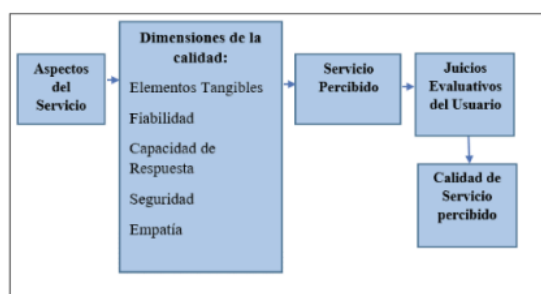 Aspectos
del
Servicio
Dimensiones de la
calidad:
Elementos Tangibles
Fiabilidad
Capacidad de
Respuesta
Seguridad
Empatía
Servicio
Percibido
Juicios
Evaluativos
del Usuario
Calidad de
Servicio
percibido